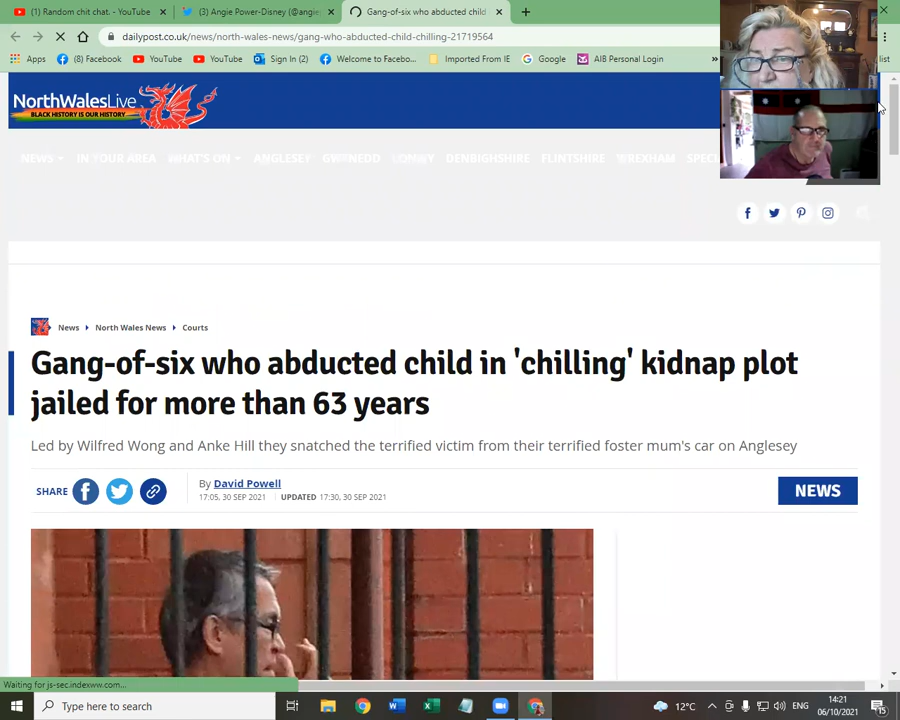 (1) Random chit chat. - YouTube
(3) Angie Power-Disney (@angie
Gang-of-six who abducted child
dailypost.co.uk/news/north-wales-news/gang-who-abducted-child-chilling-21719564
Apps
(8) Facebook
YouTube
YouTube
Sign In (2)
Welcome to Facebo...
Imported From IE
Google
AIB Personal Login
»
list
NorthWalesLive
BLACK HISTORY IS OUR HISTORY
NEWS
IN YOUR AREA
WHAT'S ON
ANGLESEY
GWYNEDD
CONWY
DENBIGHSHIRE
FLINTSHIRE
WREXHAM
SPECI
News
North Wales News
Courts
Gang-of-six who abducted child in 'chilling' kidnap plot
jailed for more than 63 years
Led by Wilfred Wong and Anke Hill they snatched the terrified victim from their terrified foster mum's car on Anglesey
SHARE
By David Powell
17:05, 30 SEP 2021
UPDATED 17:30, 30 SEP 2021
NEWS
Waiting for js-sec.indexww.com...
Type here to search
12°C
14:21
06/10/2021
15